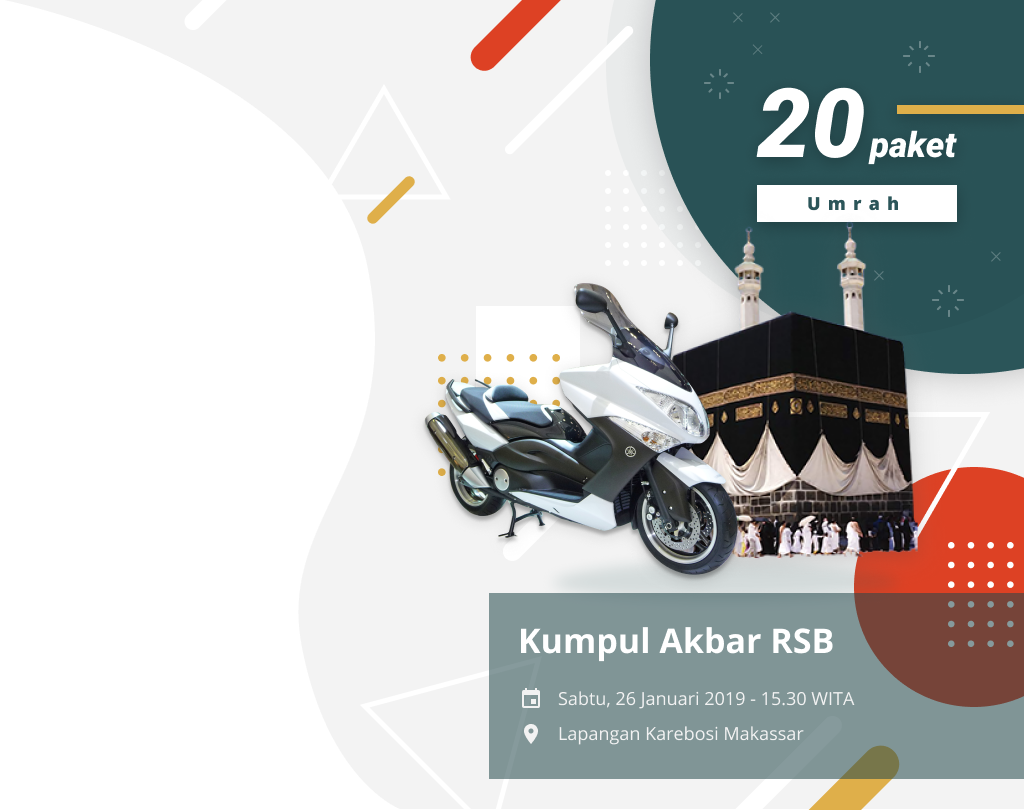 20 paket
Umrah
Kumpul Akbar RSB
Sabtu, 26 Januari 2019 - 15.30 WITA
Lapangan Karebosi Makassar